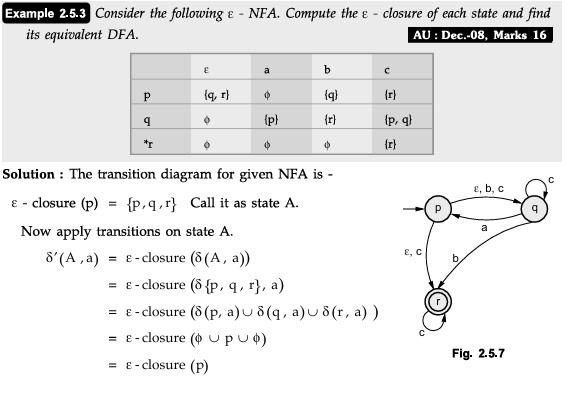 Example 2.5.3 Consider the following ε - NFA. Compute the ε - closure of each state and find
its equivalent DFA. AU : Dec.-08, Marks 16
ε a b c
p {q, r} ϕ {q} {r}
q ϕ {p} {r} {p, q}
*r ϕ ϕ ϕ {r}
Solution : The transition diagram for given NFA is -
ε - closure (p) = {p, q, r} Call it as state A.
Now apply transitions on state A.
δ′(A , a) = ε - closure (δ (A , a))
= ε - closure (δ {p, q, r}, a)
= ε - closure (δ (p, a) ∪ δ (q , a) ∪ δ (r , a) )
= ε - closure (ϕ ∪ p ∪ ϕ)
= ε - closure (p)
c
ε, b, c
p
q
a
ε, c
b
r
c
Fig. 2.5.7